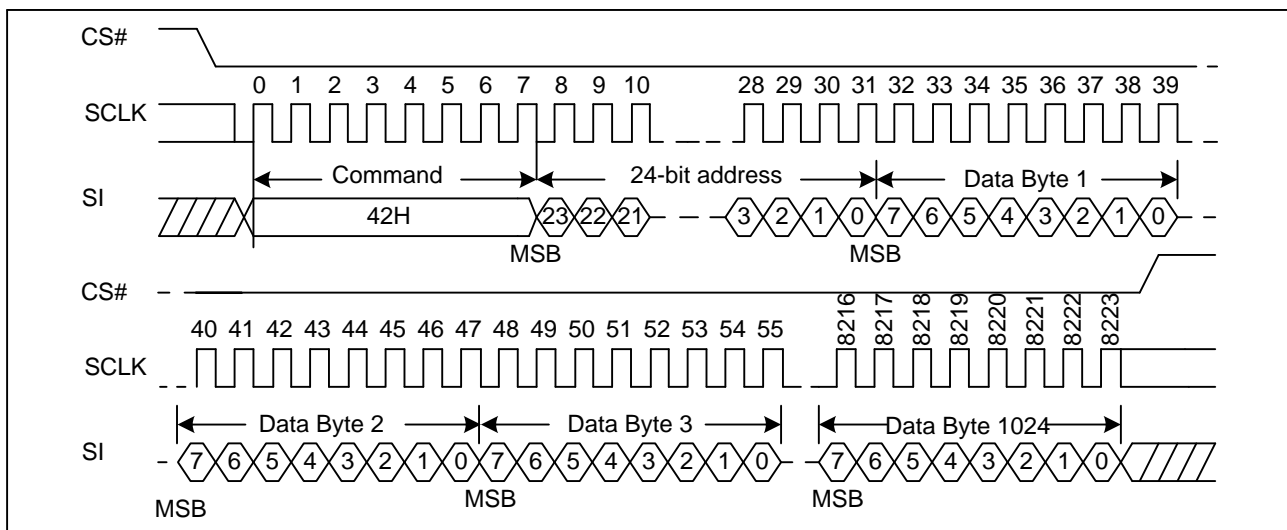 CS#
0 1 2 3 4 5 6 7 8 9 10 28 29 30 31 32 33 34 35 36 37 38 39
SCLK
Command 24-bit address Data Byte 1
SI
42H 23 22 21 3 2 1 0 7 6 5 4 3 2 1 0
MSB MSB
CS#
40 41 42 43 44 45 46 47 48 49 50 51 52 53 54 55 8216 8217 8218 8219 8220 8221 8222 8223
SCLK
Data Byte 2 Data Byte 3 Data Byte 1024
SI
7 6 5 4 3 2 1 0 7 6 5 4 3 2 1 0 7 6 5 4 3 2 1 0
MSB MSB MSB